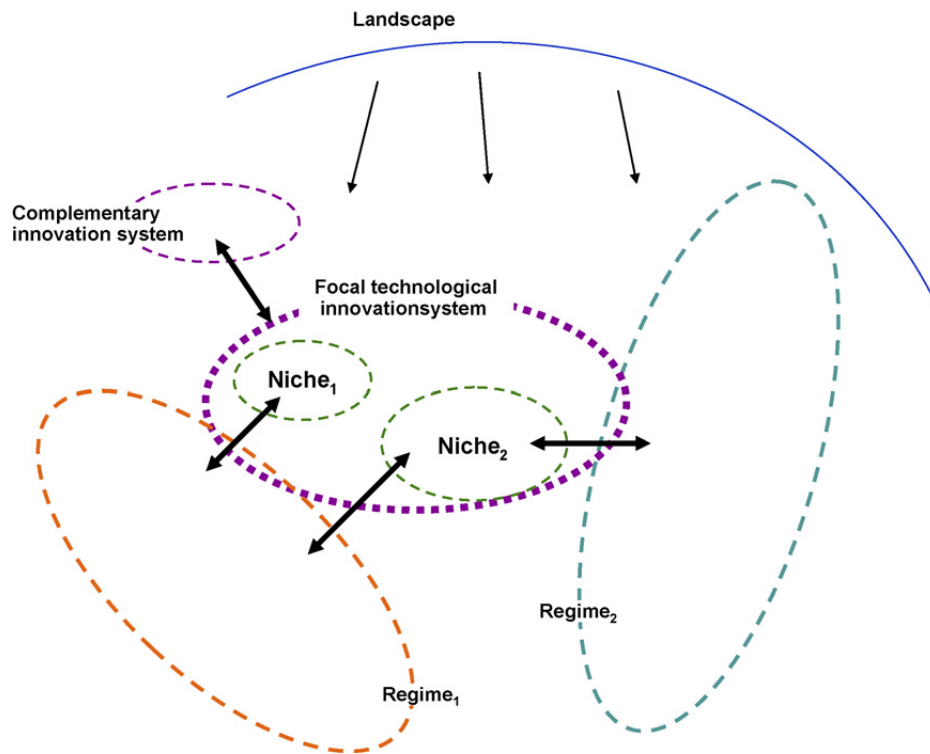 Landscape
Complementary
innovation system
Focal technological
innovationsystem
Niche₁
Niche₂
Regime₂
Regime₁